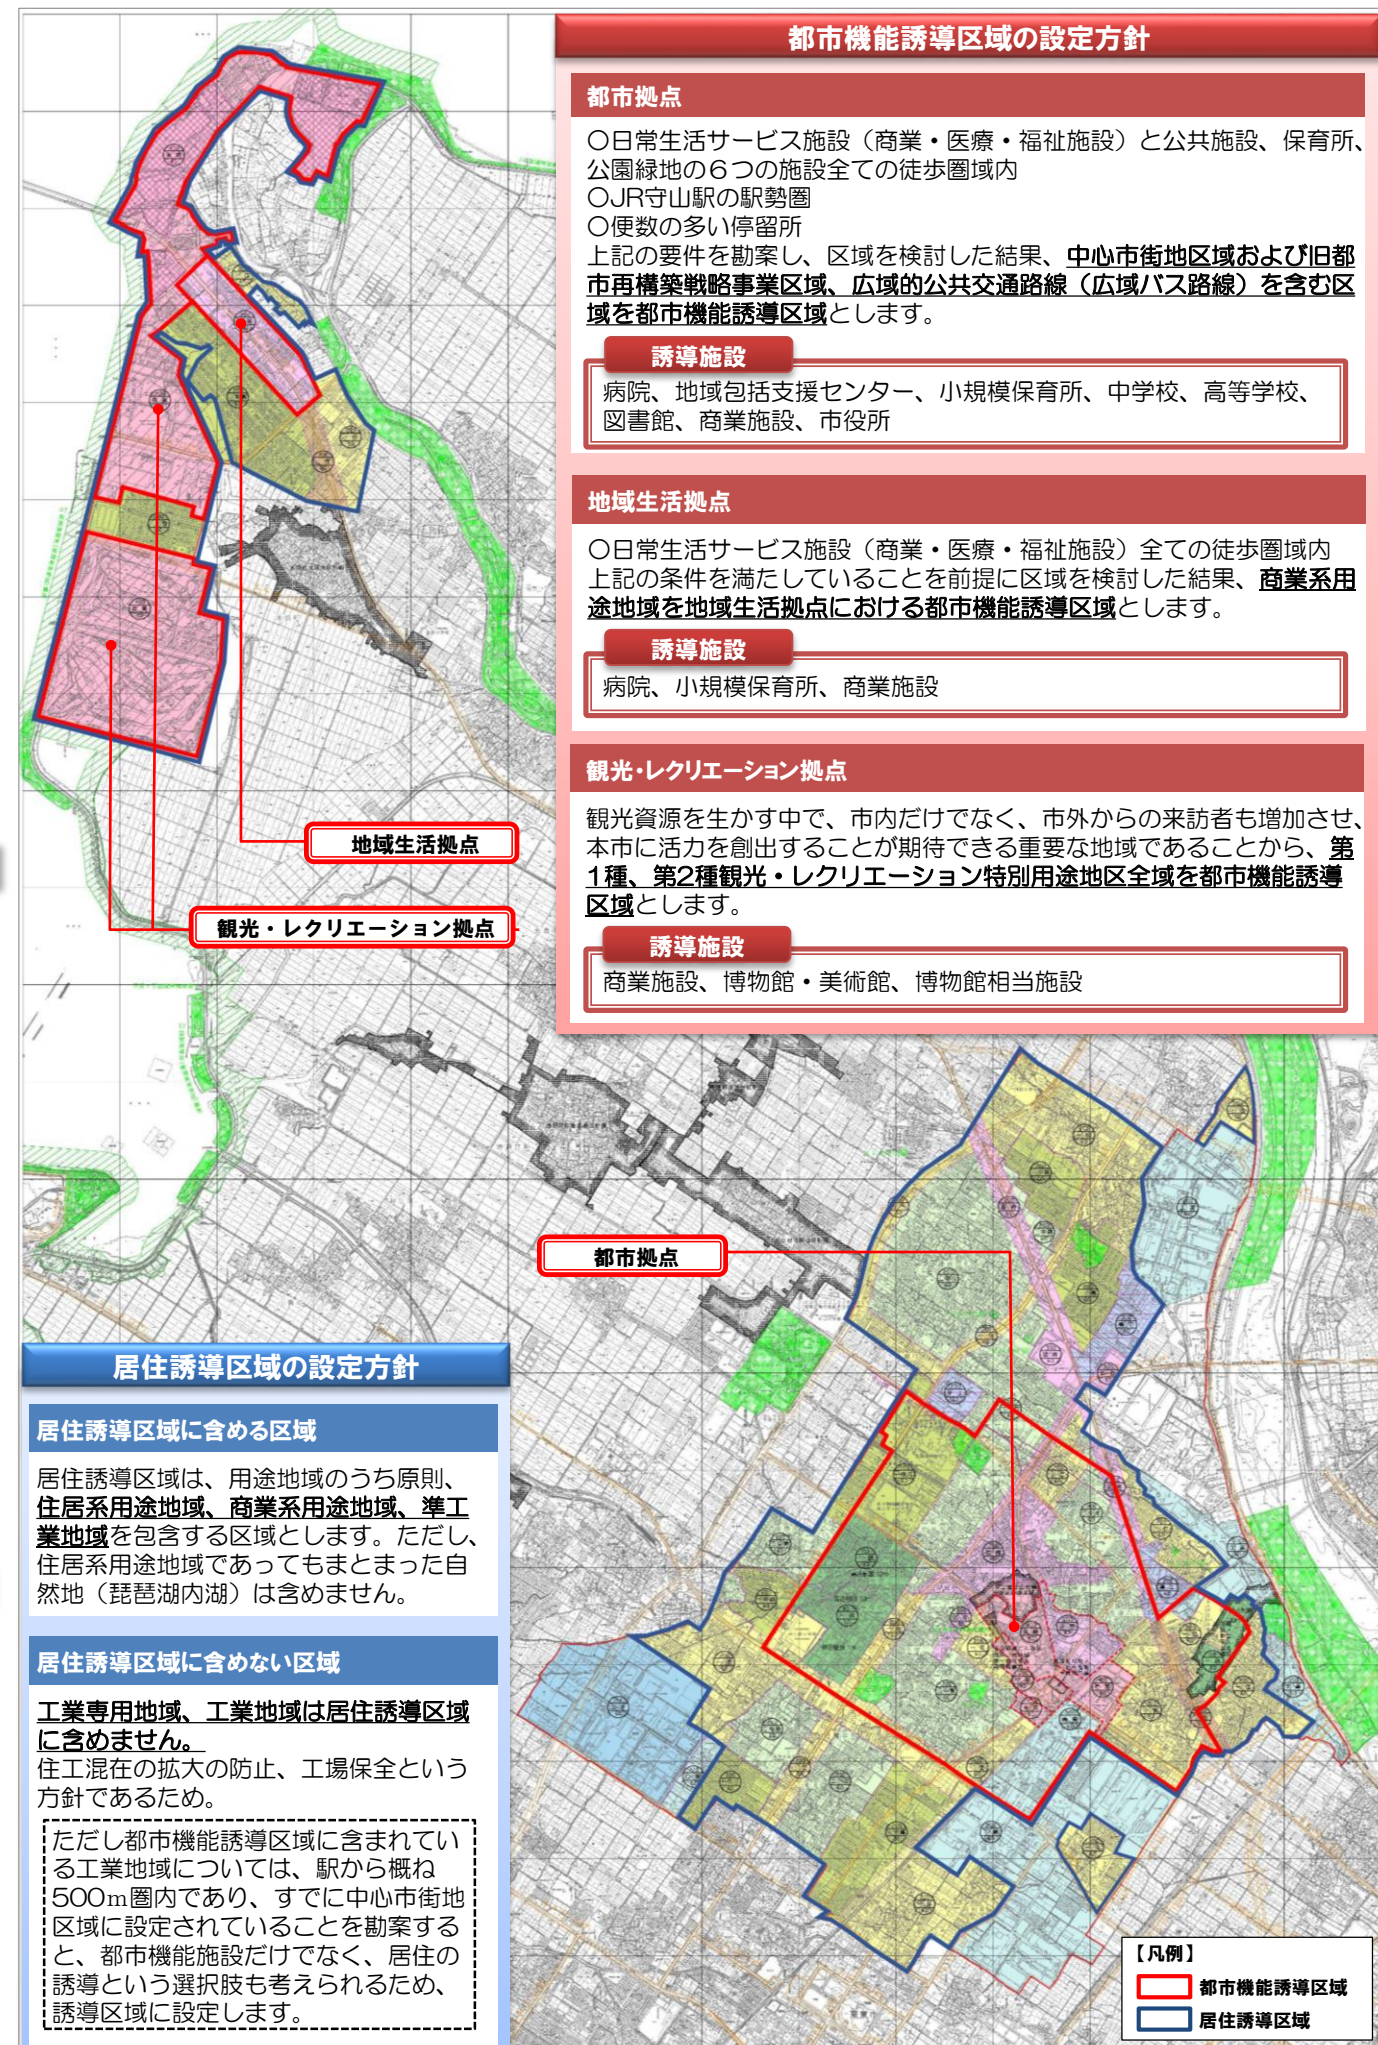 都市機能誘導区域の設定方針
都市拠点
〇日常生活サービス施設（商業・医療・福祉施設）と公共施設、保育所、
公園緑地の６つの施設全ての徒歩圏域内
〇JR守山駅の駅勢圏
〇便数の多い停留所
上記の要件を勘案し、区域を検討した結果、中心市街地区域および旧都
市再構築戦略事業区域、広域的公共交通路線（広域バス路線）を含む区
域を都市機能誘導区域とします。
誘導施設
病院、地域包括支援センター、小規模保育所、中学校、高等学校、
図書館、商業施設、市役所
地域生活拠点
〇日常生活サービス施設（商業・医療・福祉施設）全ての徒歩圏域内
上記の条件を満たしていることを前提に区域を検討した結果、商業系用
途地域を地域生活拠点における都市機能誘導区域とします。
誘導施設
病院、小規模保育所、商業施設
観光・レクリエーション拠点
観光資源を生かす中で、市内だけでなく、市外からの来訪者も増加させ、
本市に活力を創出することが期待できる重要な地域であることから、第
1種、第2種観光・レクリエーション特別用途地区全域を都市機能誘導
区域とします。
誘導施設
商業施設、博物館・美術館、博物館相当施設
地域生活拠点
観光・レクリエーション拠点
都市拠点
居住誘導区域の設定方針
居住誘導区域に含める区域
居住誘導区域は、用途地域のうち原則、
住居系用途地域、商業系用途地域、準工
業地域を包含する区域とします。ただし、
住居系用途地域であってもまとまった自
然地（琵琶湖内湖）は含めません。
居住誘導区域に含めない区域
工業専用地域、工業地域は居住誘導区域
に含めません。
住工混在の拡大の防止、工場保全という
方針であるため。
ただし都市機能誘導区域に含まれてい
る工業地域については、駅から概ね
500ｍ圏内であり、すでに中心市街地
区域に設定されていることを勘案する
と、都市機能施設だけでなく、居住の
誘導という選択肢も考えられるため、
誘導区域に設定します。
【凡例】
都市機能誘導区域
居住誘導区域